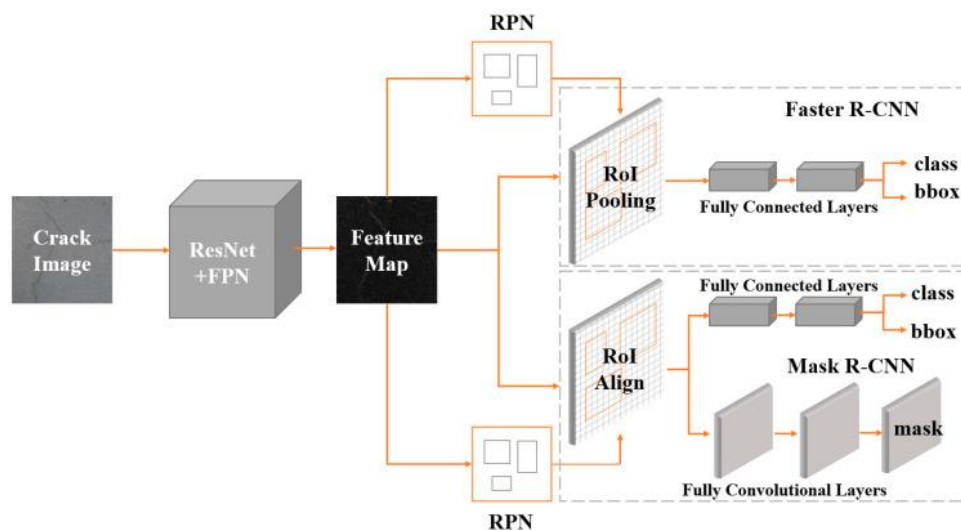 RPN
Faster R-CNN
class
bbox
RoI
Pooling
Fully Connected Layers
Crack
Image
ResNet
+FPN
Feature
Map
Fully Connected Layers
class
bbox
RoI
Align
Mask R-CNN
mask
Fully Convolutional Layers
RPN